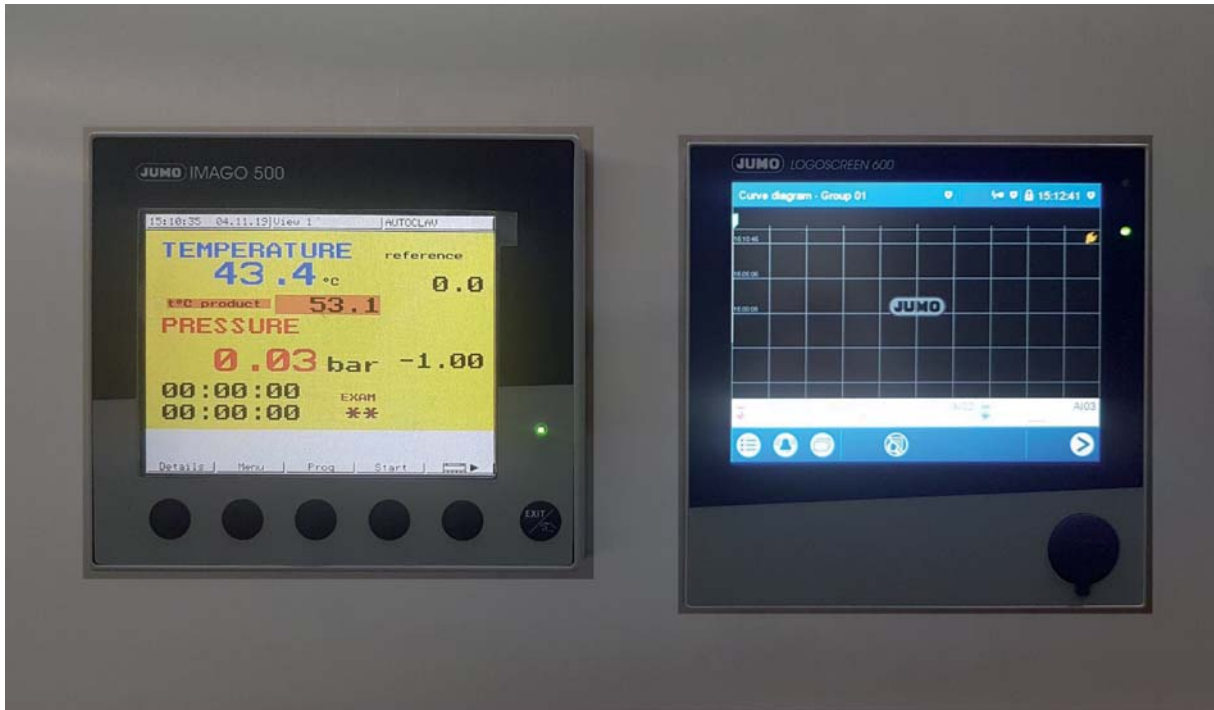 JUMO IMAGO 500
15:10:35 04.11.19 View 1 AUTOCLAV
TEMPERATURE reference
43.4 °C 0.0
t°C product 53.1
PRESSURE
0.03 bar -1.00
00:00:00 EXAM
00:00:00 **
Details Menu Prog Start
EXIT
JUMO LOGOSCREEN 600
Curve diagram - Group 01 15:12:41
JUMO
AI03